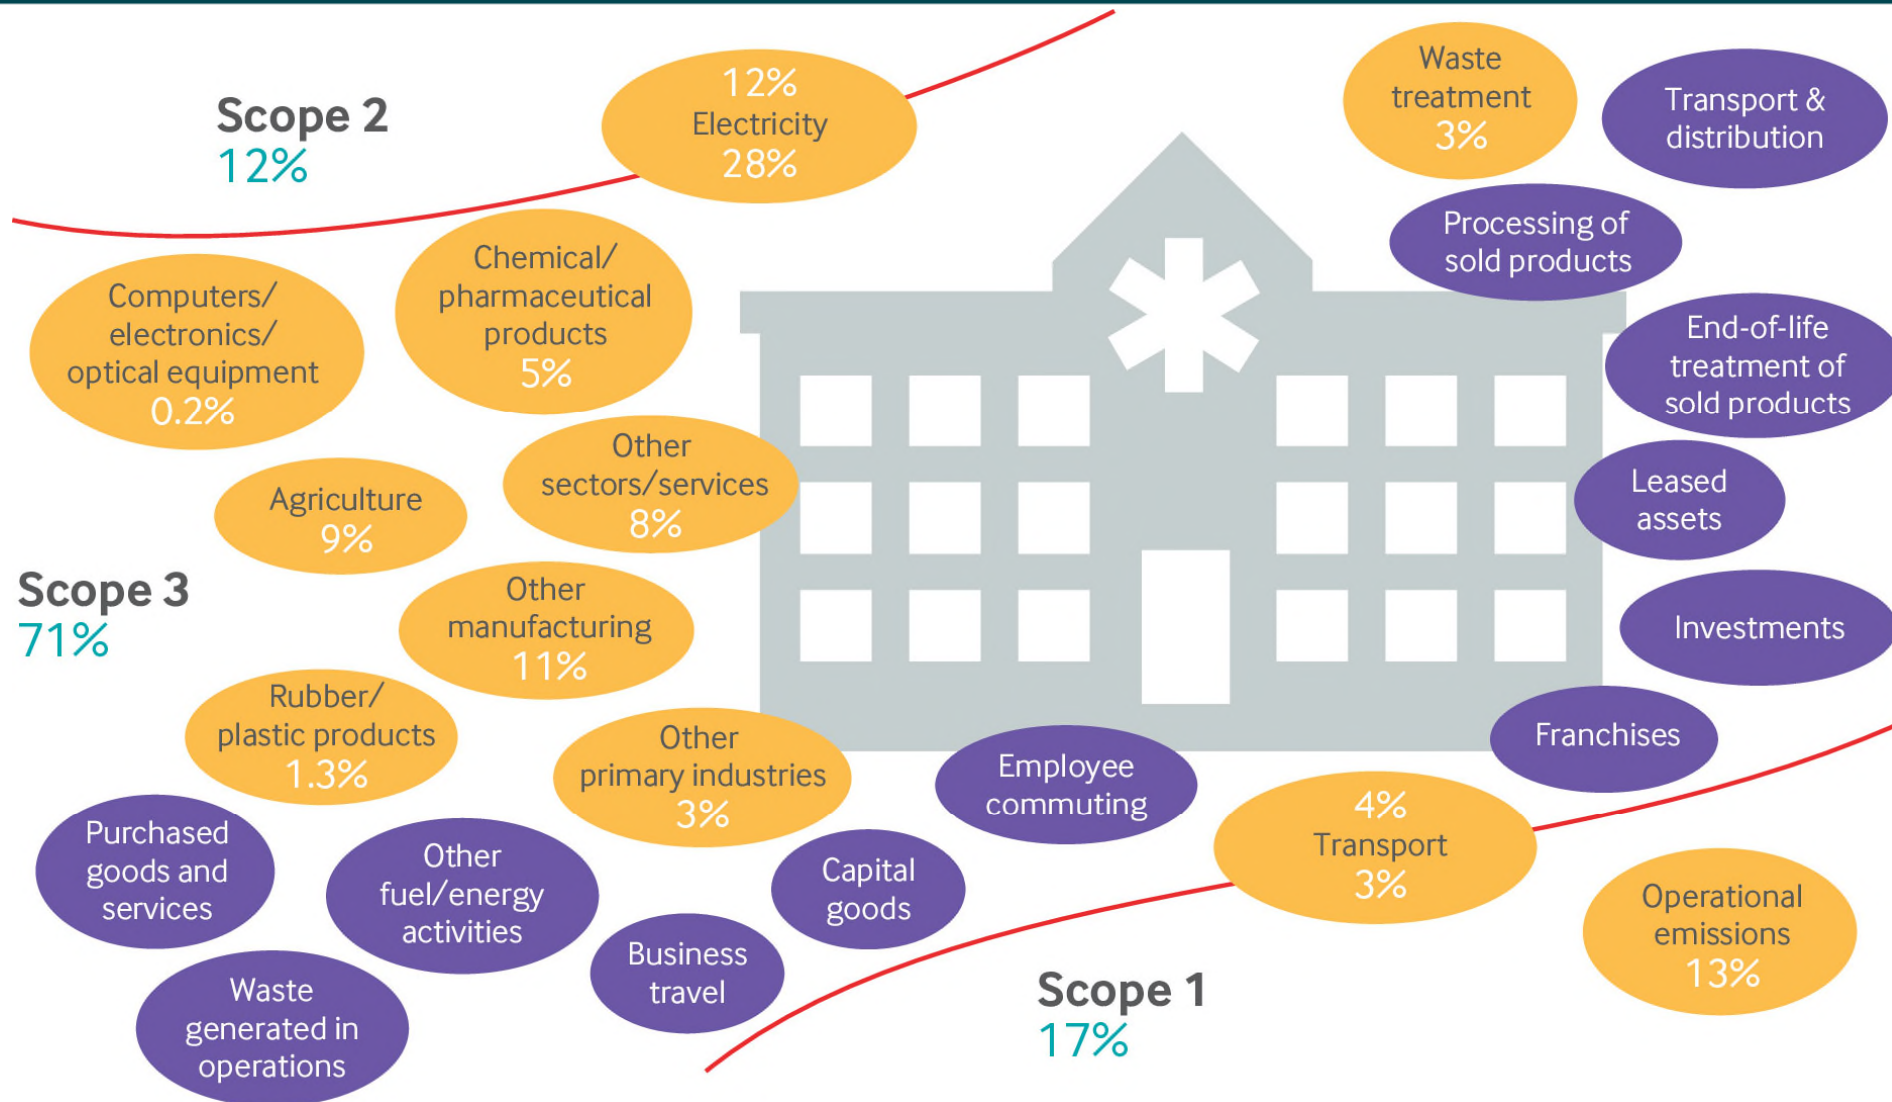 Scope 2
12%
12%
Electricity
28%
Waste
treatment
3%
Transport &
distribution
Processing of
sold products
Chemical/
pharmaceutical
products
5%
Computers/
electronics/
optical equipment
0.2%
End-of-life
treatment of
sold products
Other
sectors/services
8%
Agriculture
9%
Leased
assets
Scope 3
71%
Other
manufacturing
11%
Investments
Rubber/
plastic products
1.3%
Other
primary industries
3%
Employee
commuting
Franchises
4%
Transport
3%
Purchased
goods and
services
Other
fuel/energy
activities
Capital
goods
Operational
emissions
13%
Business
travel
Waste
generated in
operations
Scope 1
17%